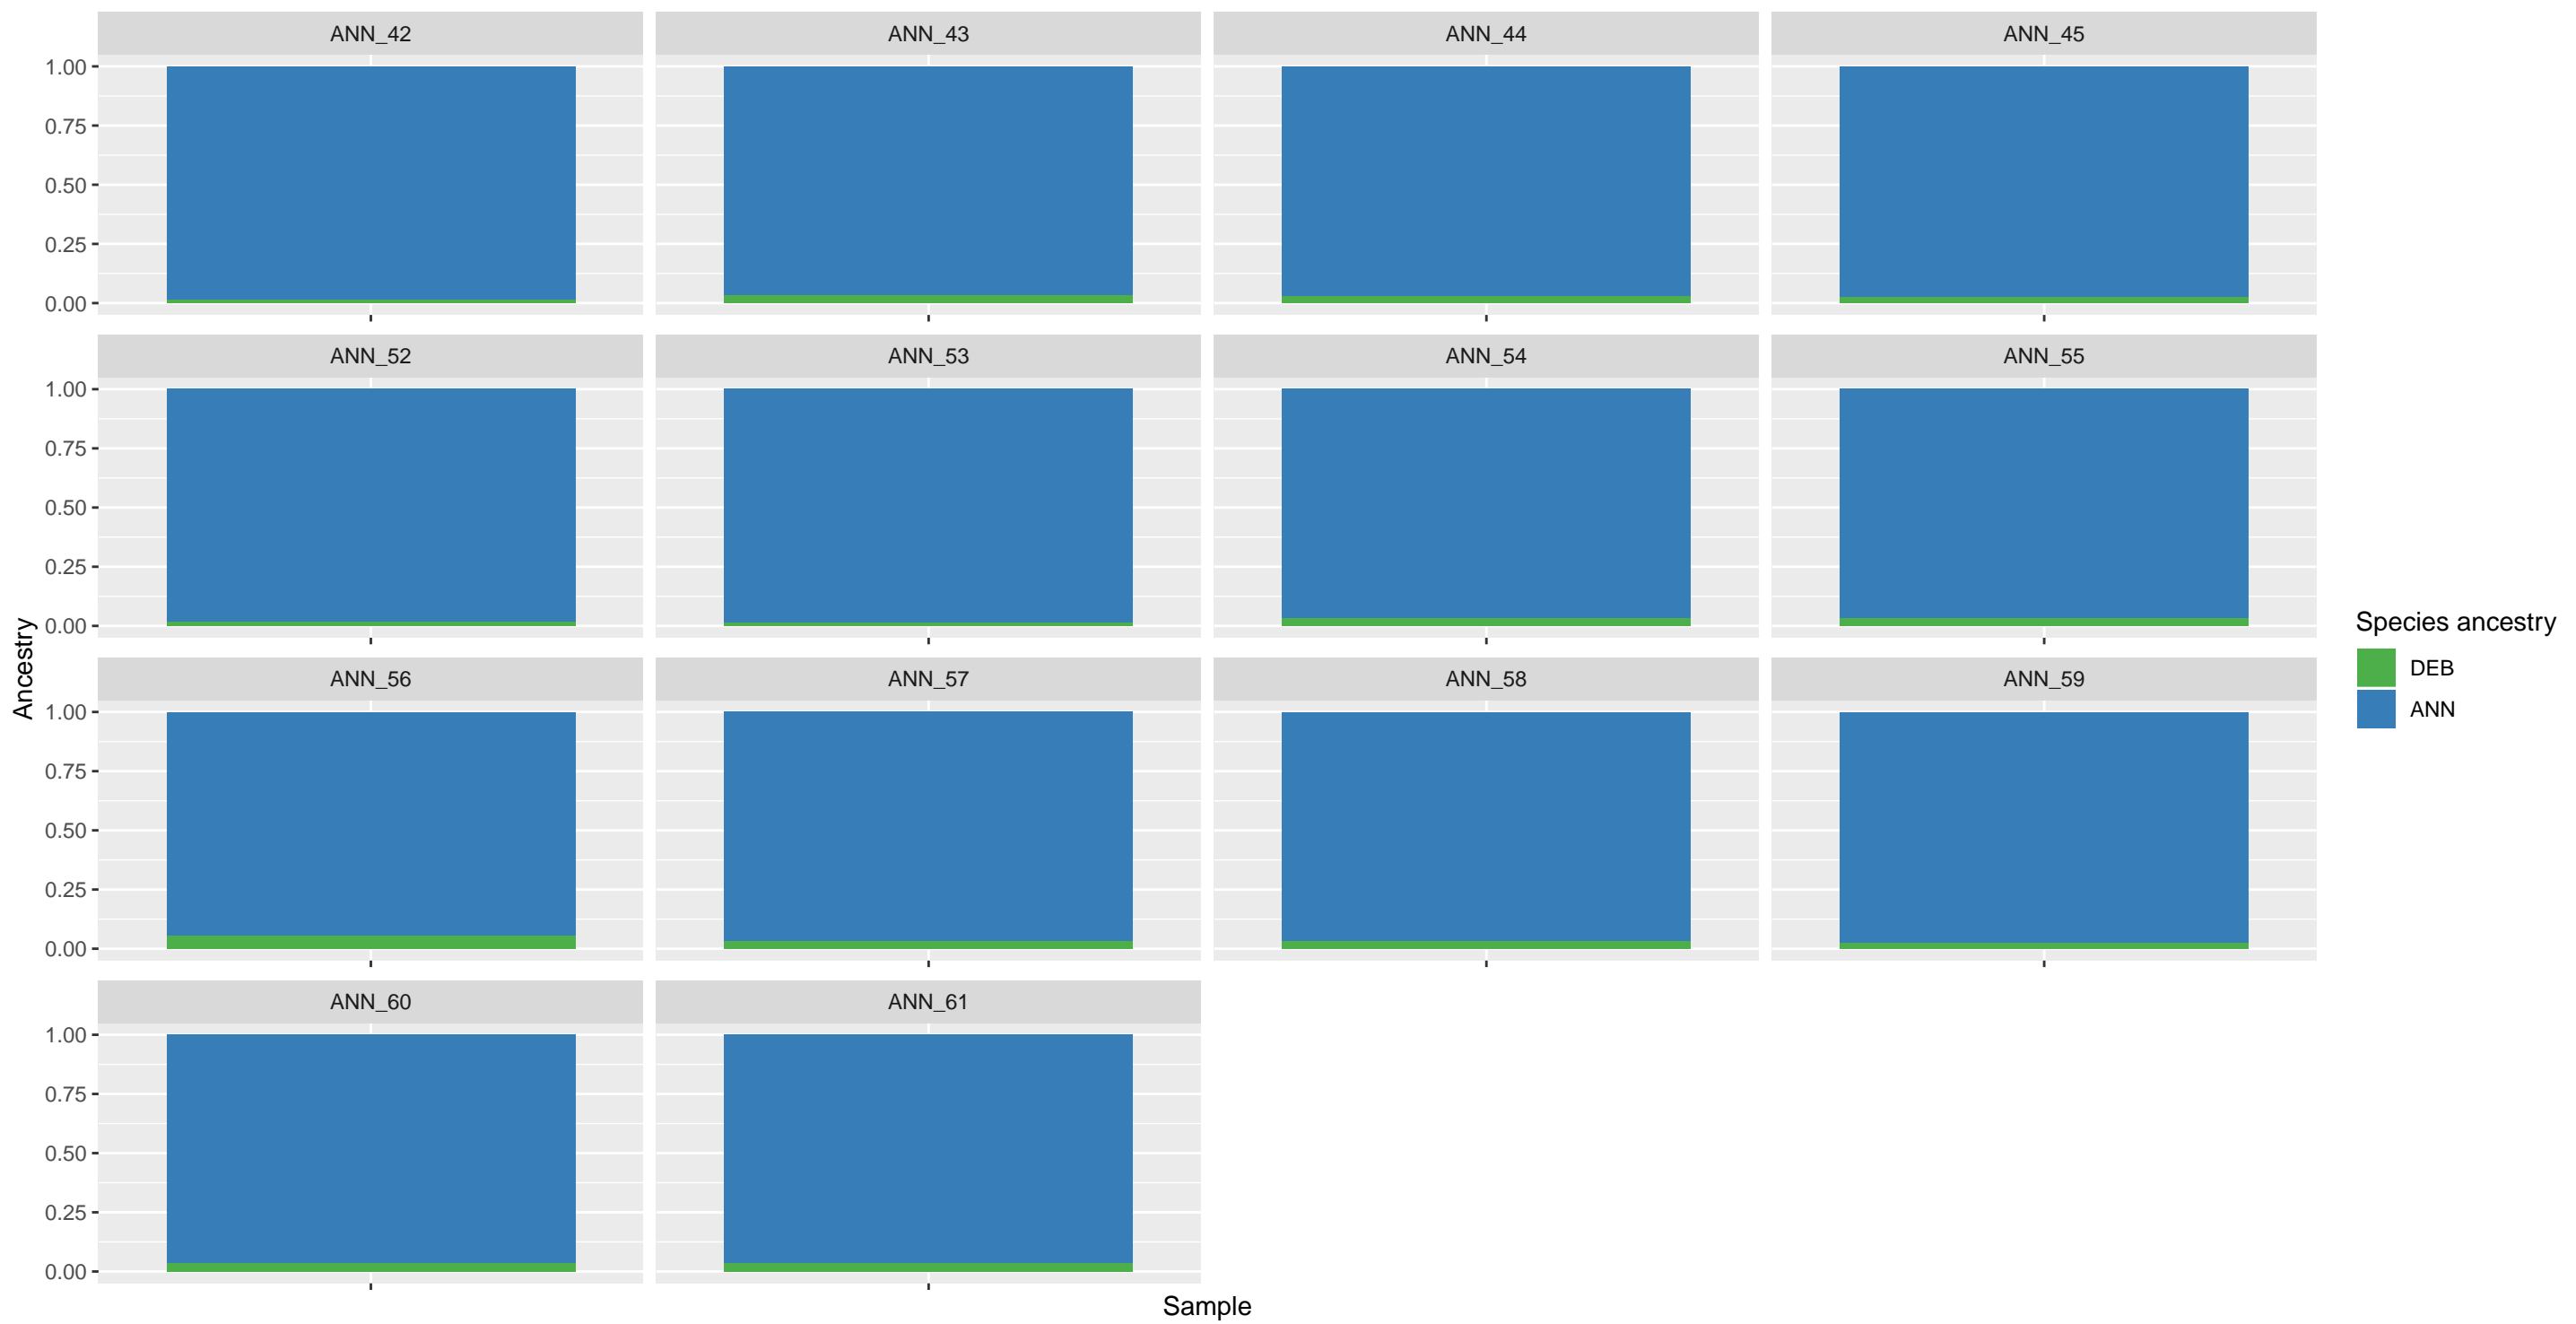 ANN_42 ANN_43 ANN_44 ANN_45
1.00
0.75
0.50
0.25
0.00
ANN_52 ANN_53 ANN_54 ANN_55
1.00
0.75
0.50
0.25
0.00
ANN_56 ANN_57 ANN_58 ANN_59
1.00
0.75
0.50
0.25
0.00
ANN_60 ANN_61
1.00
0.75
0.50
0.25
0.00
Ancestry
Sample
Species ancestry
DEB
ANN